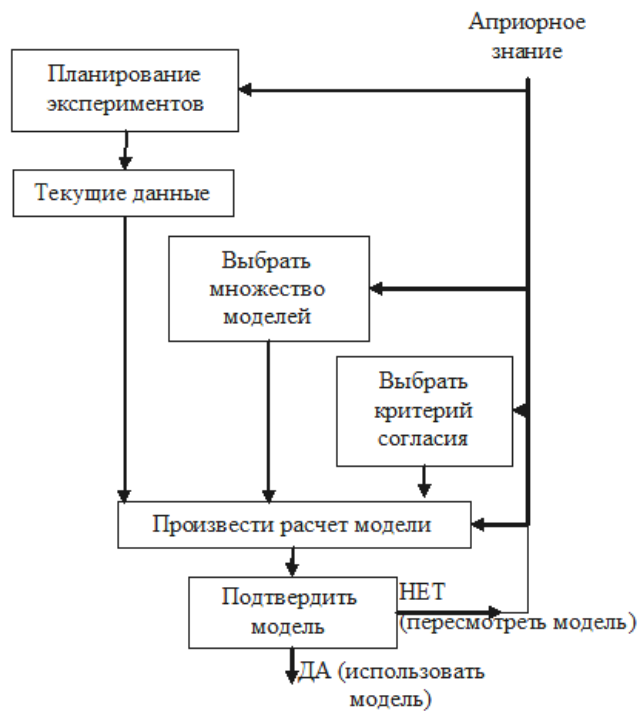 Априорное
знание
Планирование
экспериментов
Текущие данные
Выбрать
множество
моделей
Выбрать
критерий
согласия
Произвести расчет модели
Подтвердить
модель
НЕТ
(пересмотреть модель)
ДА (использовать
модель)